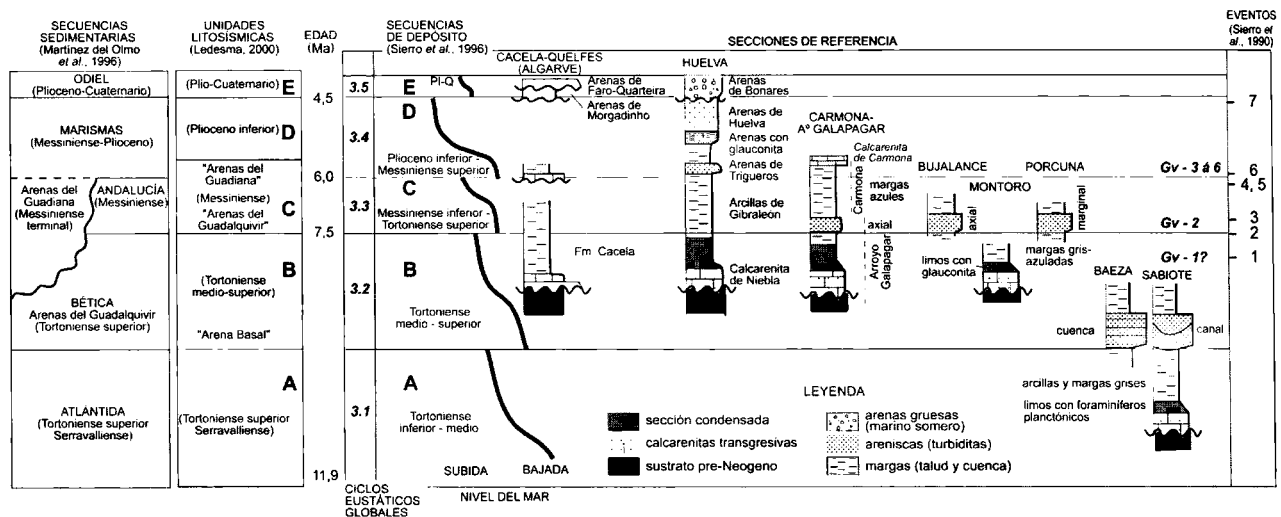 SECUENCIAS
SEDIMENTARIAS
(Martínez del Olmo
et al., 1996)
ODIEL
(Plioceno-Cuaternario)
MARISMAS
(Messiniense-Plioceno)
Arenas del
Guadiana
(Messiniense
terminal)
ANDALUCÍA
(Messiniense)
BÉTICA
Arenas del Guadalquivir
(Tortoniense superior)
ATLÁNTIDA
(Tortoniense superior
Serravalliense)
UNIDADES
LITOSÍSMICAS
(Ledesma, 2000)
(Plio-Cuaternario) E
(Plioceno inferior) D
"Arenas del
Guadiana"
(Messiniense)
"Arenas del
Guadalquivir"
C
B
(Tortoniense
medio-superior)
"Arena Basal"
A
(Tortoniense superior
Serravalliense)
EDAD
(Ma)
4,5
6,0
7,5
11,9
3.5
3.4
3.3
3.2
3.1
CICLOS
EUSTÁTICOS
GLOBALES
SECUENCIAS
DE DEPÓSITO
(Sierro et al., 1996)
E Pl-Q
D
Plioceno inferior -
Messiniense superior
C
Messiniense inferior -
Tortoniense superior
B
Tortoniense
medio - superior
A
Tortoniense
inferior - medio
SUBIDA BAJADA
NIVEL DEL MAR
SECCIONES DE REFERENCIA
CACELA-QUELFES
(ALGARVE)
Arenas de
Faro-Quarteira
Arenas de
Morgadinho
Fm Cacela
HUELVA
Arenas
de Bonares
Arenas de
Huelva
Arenas con
glauconita
Arenas de
Trigueros
Arcillas de
Gibraleón
Calcarenita
de Niebla
CARMONA-
Aº GALAPAGAR
Calcarenita
de Carmona
margas
azules
Carmona
axial
Arroyo
Galapagar
BUJALANCE
axial
MONTORO
limos con
glauconita
PORCUNA
marginal
margas gris-
azuladas
BAEZA
cuenca
SABIOTE
canal
arcillas y margas grises
limos con foraminíferos
planctónicos
LEYENDA
sección condensada
calcarenitas transgresivas
sustrato pre-Neogeno
arenas gruesas
(marino somero)
areniscas (turbiditas)
margas (talud y cuenca)
EVENTOS
(Sierro et
al., 1990)
7
Gv - 3 á 6 6
4, 5
3
Gv - 2
2
Gv - 1? 1